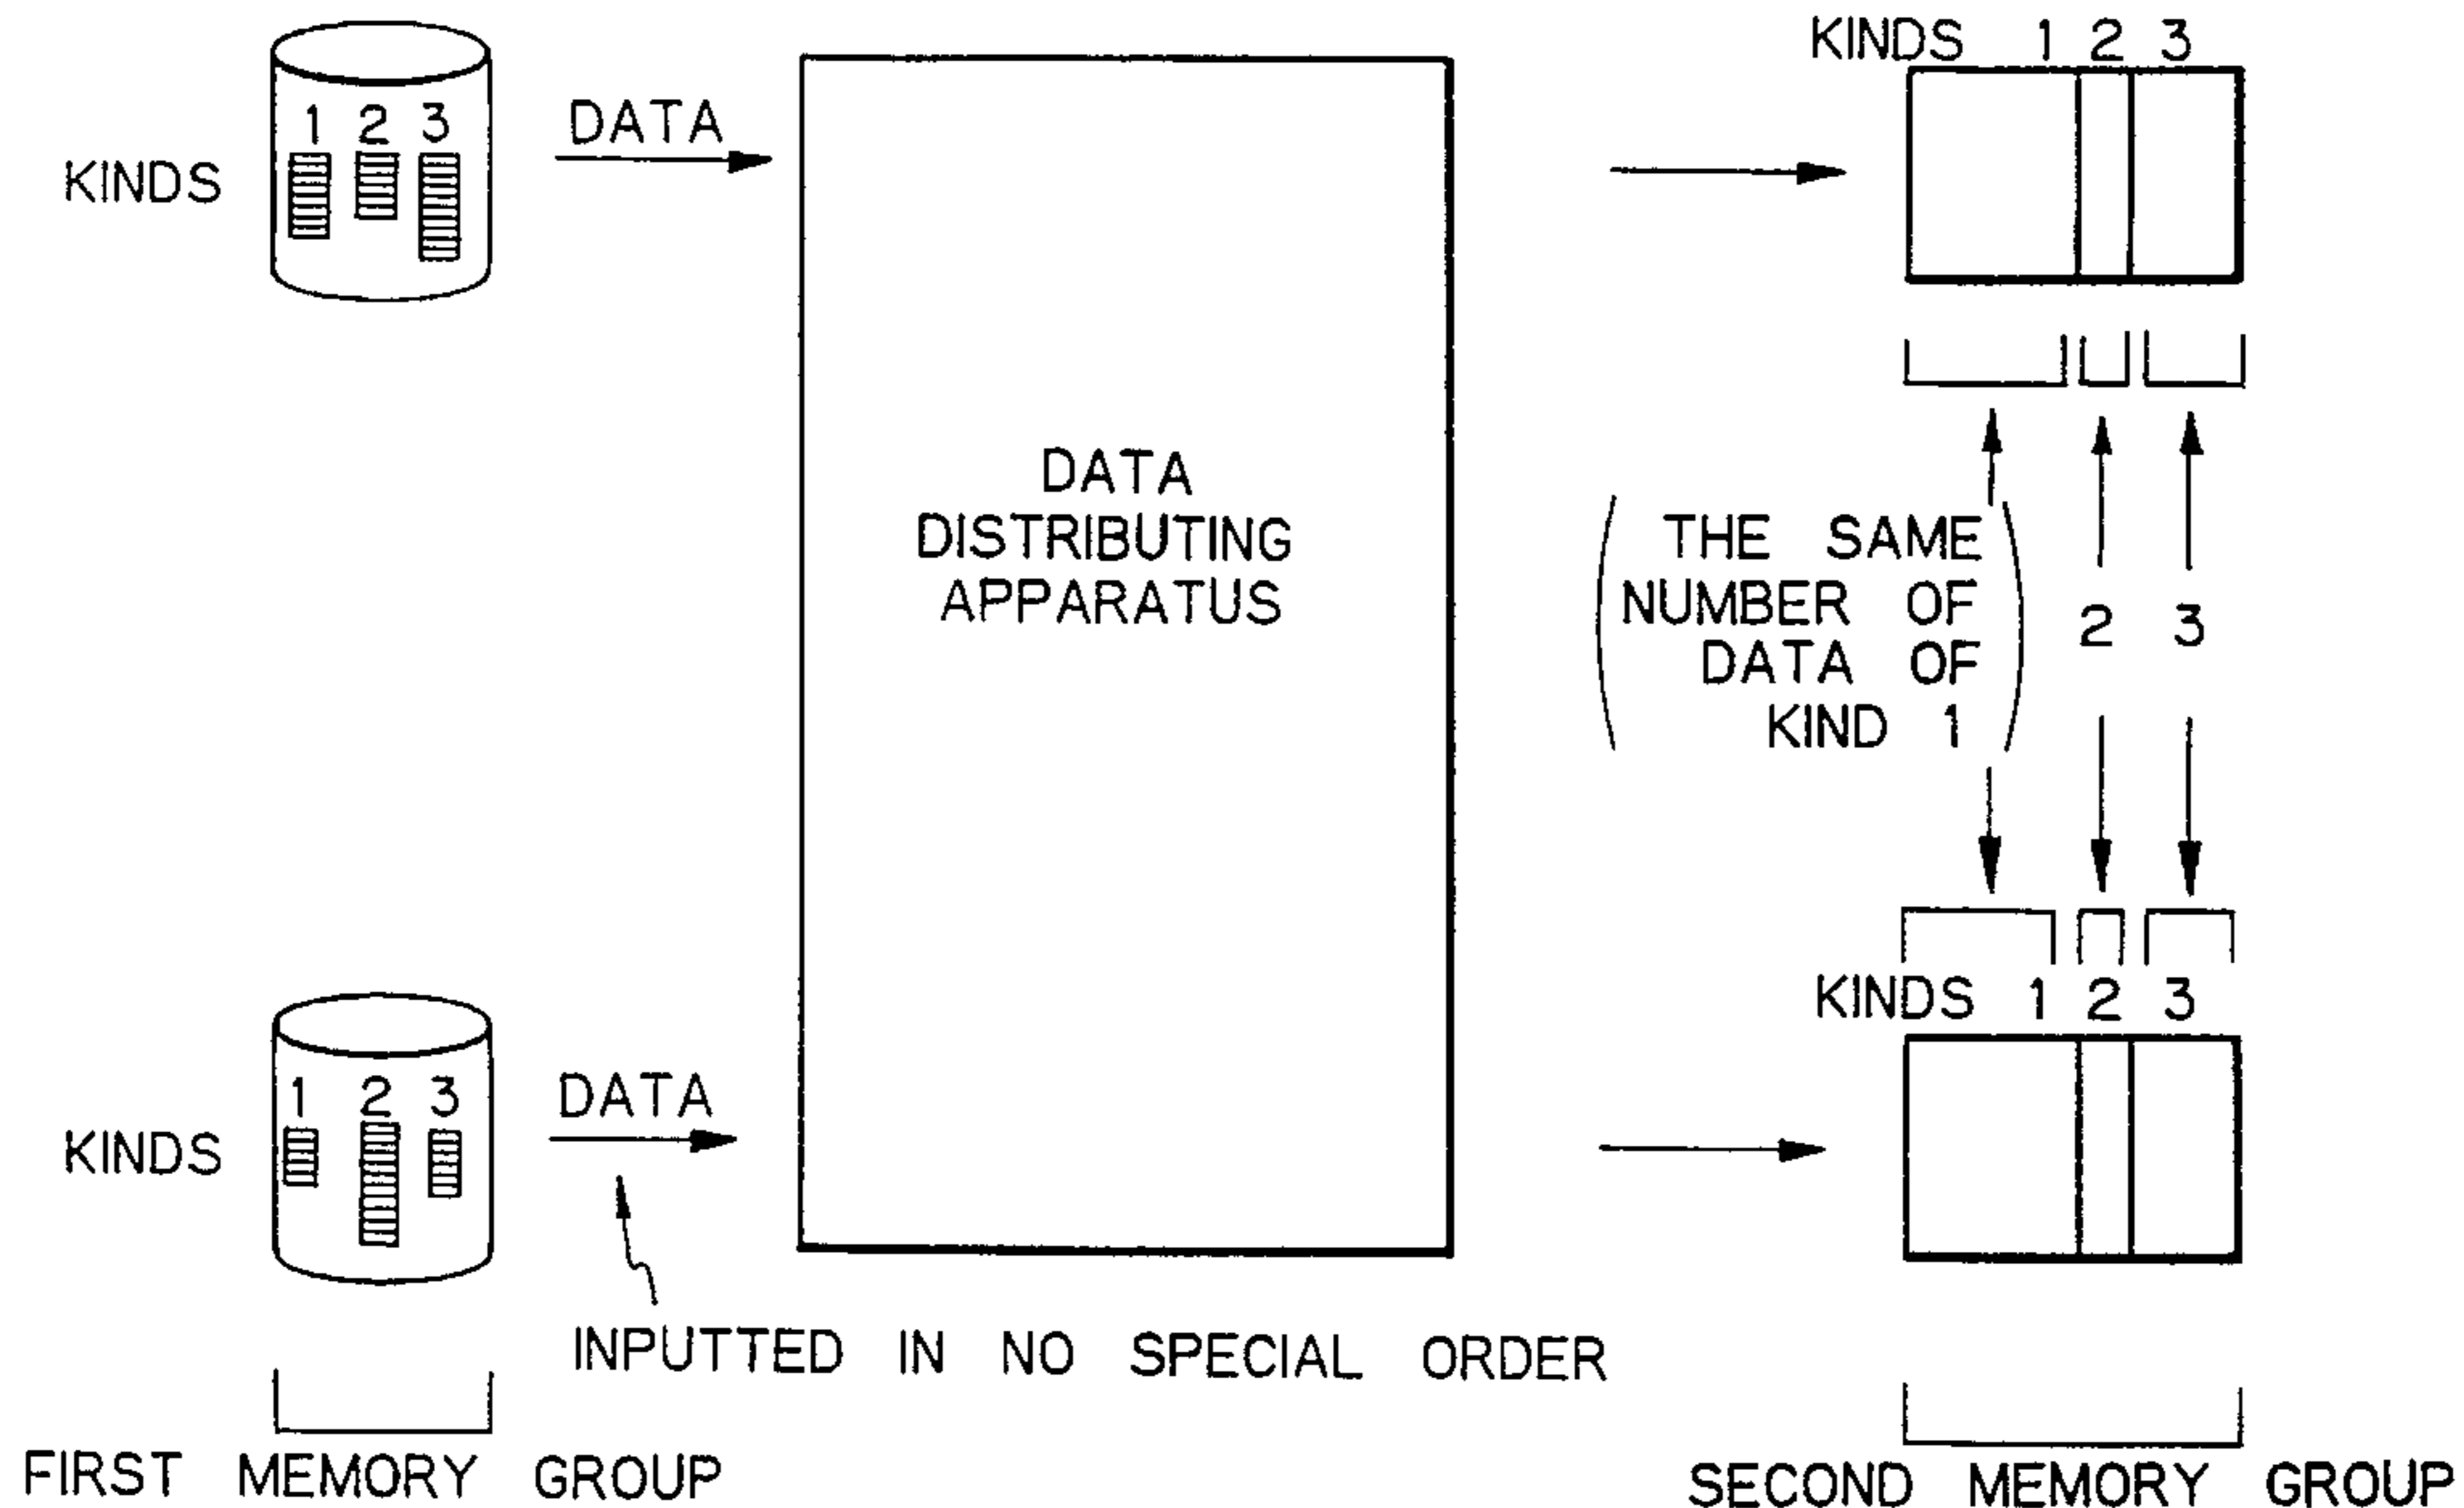 KINDS 1 2 3
1 2 3
DATA
KINDS
DATA
DISTRIBUTING
APPARATUS
THE SAME
NUMBER OF
DATA OF
KIND 1
2 3
KINDS 1 2 3
1 2 3
DATA
KINDS
INPUTTED IN NO SPECIAL ORDER
FIRST MEMORY GROUP
SECOND MEMORY GROUP